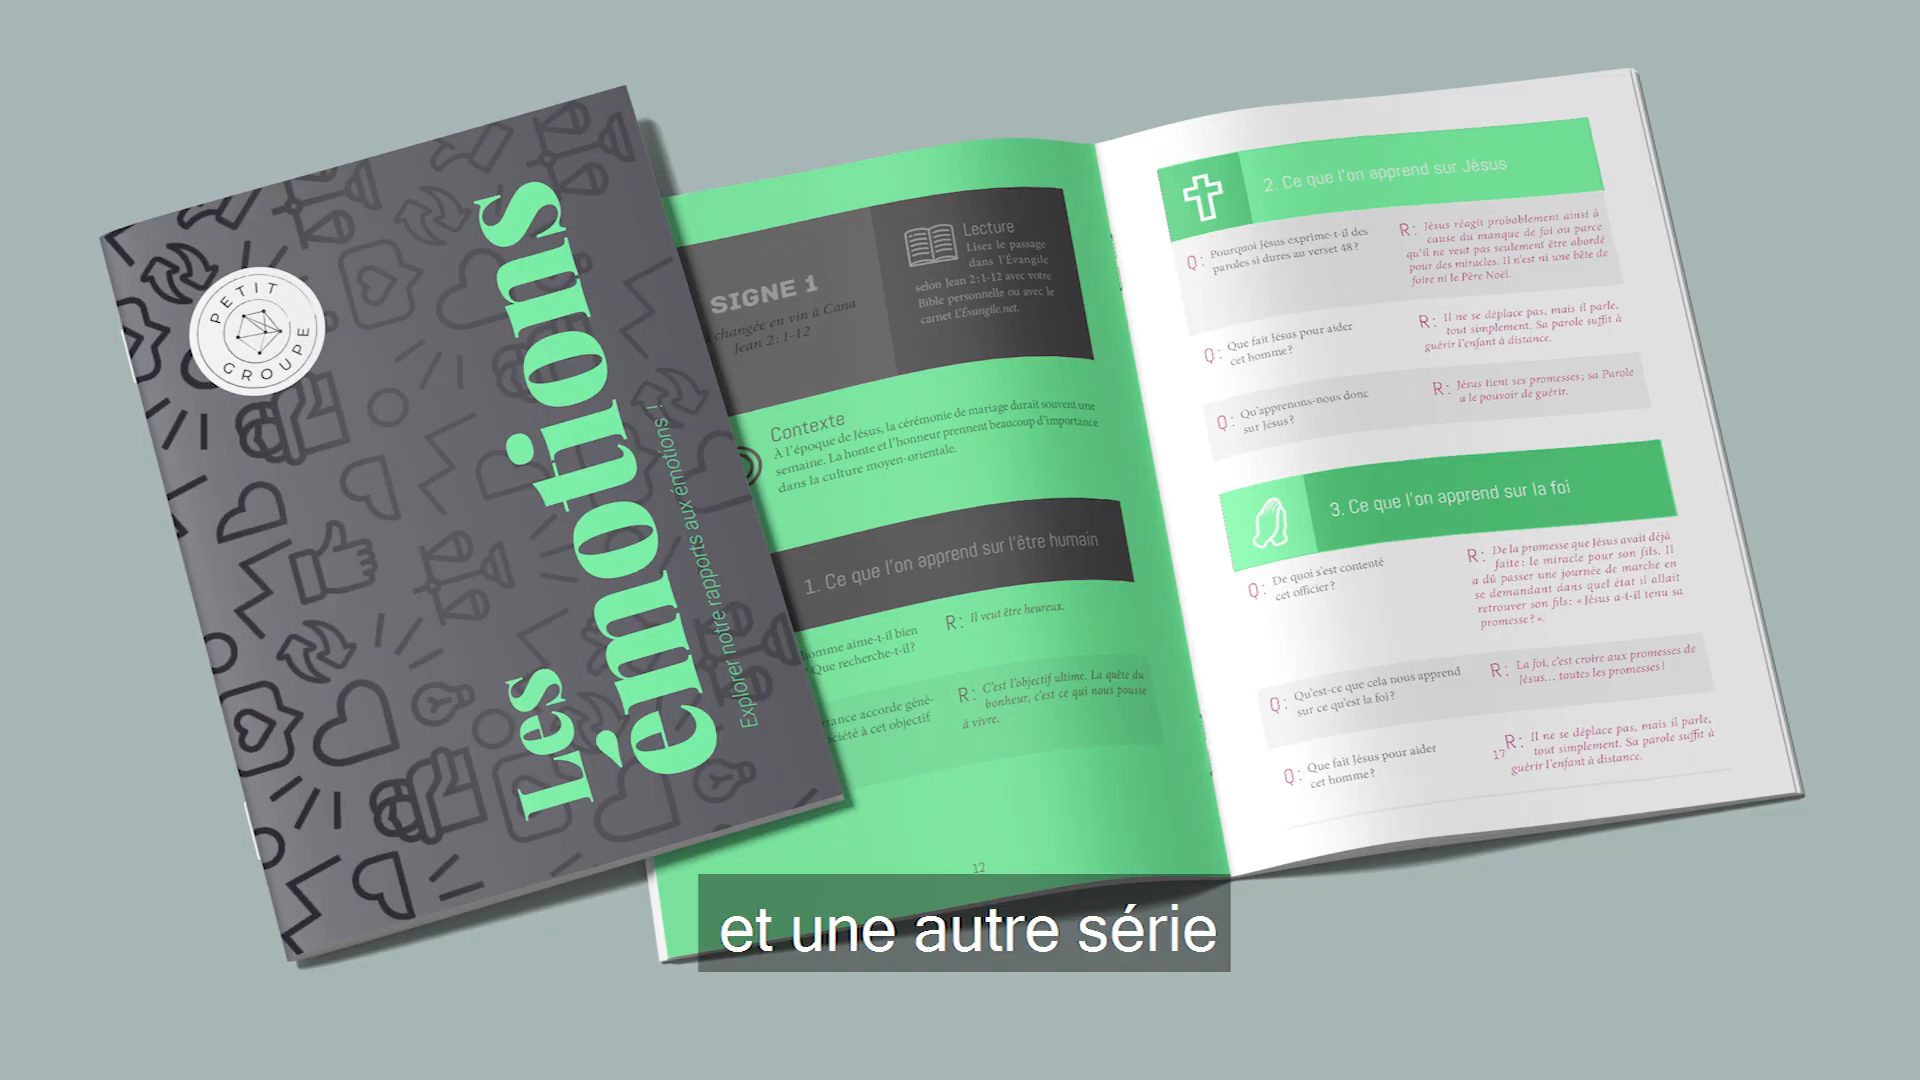 PETIT
GROUPE
Les
émotions
Explorer notre rapports aux émotions !
SIGNE 1
changée en vin à Cana
Jean 2 : 1-12
Lecture
Lisez le passage
dans l'Évangile
selon Jean 2 : 1-12 avec votre
Bible personnelle ou avec le
carnet L'Évangile.net.
Contexte
À l'époque de Jésus, la cérémonie de mariage durait souvent une
semaine. La honte et l'honneur prennent beaucoup d'importance
dans la culture moyen-orientale.
1. Ce que l'on apprend sur l'être humain
homme aime-t-il bien
Que recherche-t-il ?
R : Il veut être heureux.
accorde géné-
à cet objectif
R : C'est l'objectif ultime. La quête du
bonheur, c'est ce qui nous pousse
à vivre.
12
2. Ce que l'on apprend sur Jésus
Q : Pourquoi Jésus exprime-t-il des
paroles si dures au verset 48 ?
R : Jésus réagit probablement ainsi à
cause du manque de foi ou parce
qu'il ne veut pas seulement être abordé
pour des miracles. Il n'est ni une bête de
foire ni le Père Noël.
Q : Que fait Jésus pour aider
cet homme ?
R : Il ne se déplace pas, mais il parle,
tout simplement. Sa parole suffit à
guérir l'enfant à distance.
Q : Qu'apprenons-nous donc
sur Jésus ?
R : Jésus tient ses promesses ; sa Parole
a le pouvoir de guérir.
3. Ce que l'on apprend sur la foi
Q : De quoi s'est contenté
cet officier ?
R : De la promesse que Jésus avait déjà
faite : le miracle pour son fils. Il
a dû passer une journée de marche en
se demandant dans quel état il allait
retrouver son fils : « Jésus a-t-il tenu sa
promesse ? ».
Q : Qu'est-ce que cela nous apprend
sur ce qu'est la foi ?
R : La foi, c'est croire aux promesses de
Jésus... toutes les promesses !
Q : Que fait Jésus pour aider
cet homme ?
R : Il ne se déplace pas, mais il parle,
tout simplement. Sa parole suffit à
guérir l'enfant à distance.
17
et une autre série